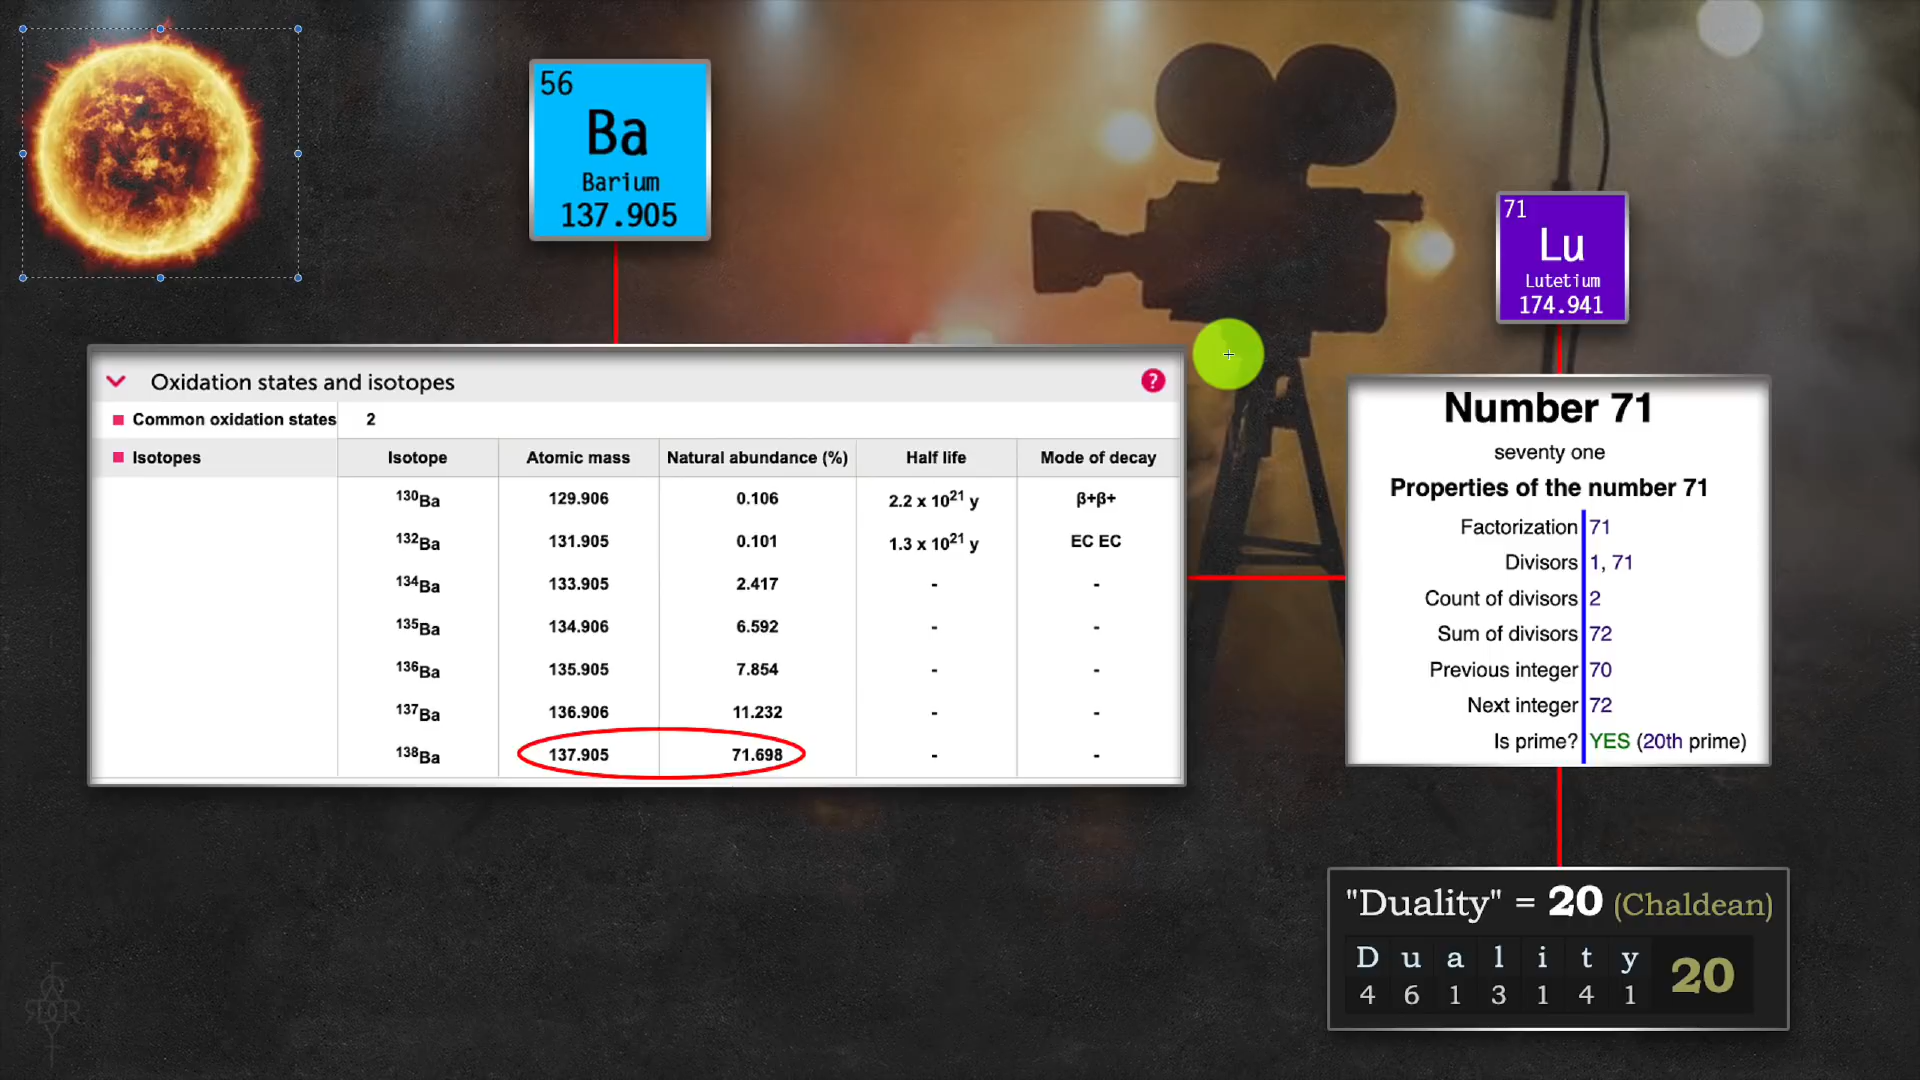 56
Ba
Barium
137.905
71
Lu
Lutetium
174.941
Oxidation states and isotopes ?
Common oxidation states 2
Isotopes Isotope Atomic mass Natural abundance (%) Half life Mode of decay
¹³⁰Ba 129.906 0.106 2.2 x 10²¹ y β+β+
¹³²Ba 131.905 0.101 1.3 x 10²¹ y EC EC
¹³⁴Ba 133.905 2.417 - -
¹³⁵Ba 134.906 6.592 - -
¹³⁶Ba 135.905 7.854 - -
¹³⁷Ba 136.906 11.232 - -
¹³⁸Ba 137.905 71.698 - -
Number 71
seventy one
Properties of the number 71
Factorization 71
Divisors 1, 71
Count of divisors 2
Sum of divisors 72
Previous integer 70
Next integer 72
Is prime? YES (20th prime)
"Duality" = 20 (Chaldean)
D u a l i t y 20
4 6 1 3 1 4 1